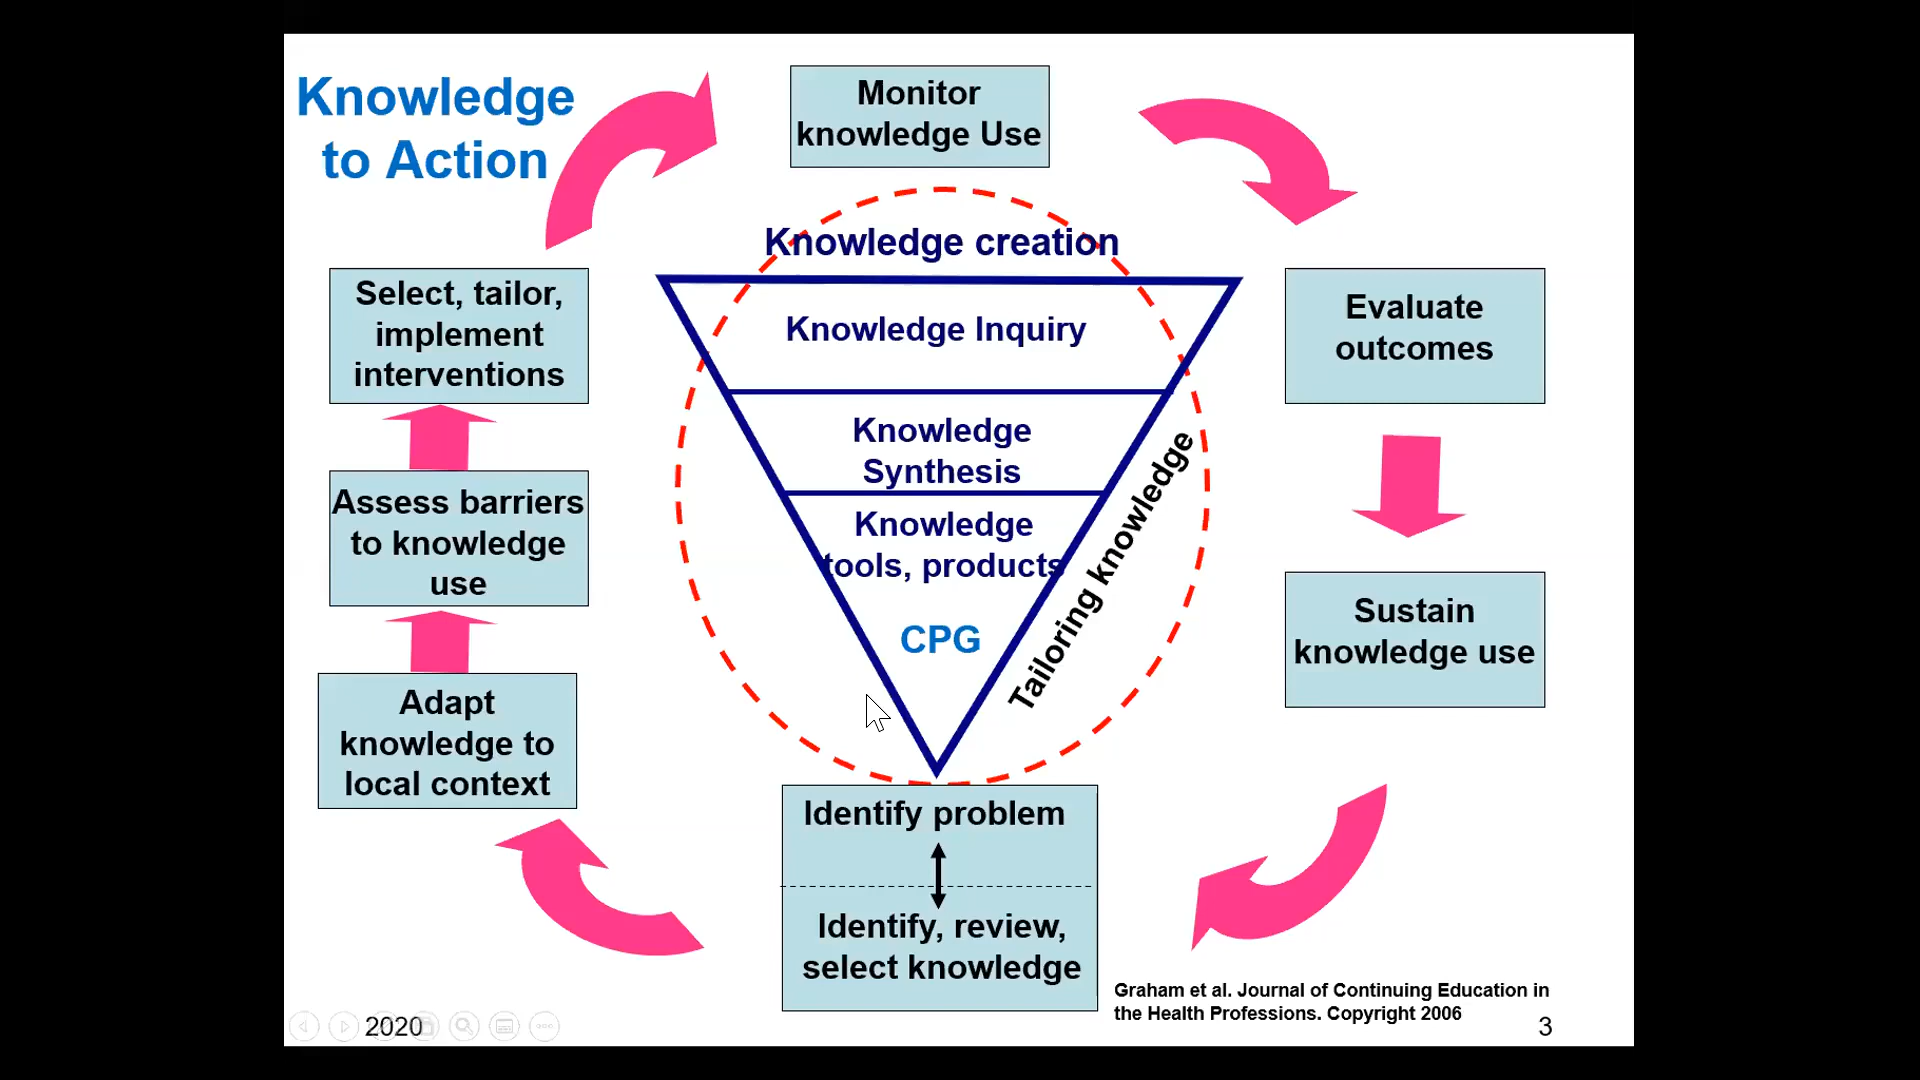 Knowledge
to Action
Monitor
knowledge Use
Knowledge creation
Knowledge Inquiry
Knowledge
Synthesis
Knowledge
tools, products
CPG
Tailoring knowledge
Select, tailor,
implement
interventions
Assess barriers
to knowledge
use
Adapt
knowledge to
local context
Evaluate
outcomes
Sustain
knowledge use
Identify problem
Identify, review,
select knowledge
Graham et al. Journal of Continuing Education in
the Health Professions. Copyright 2006
2020
3